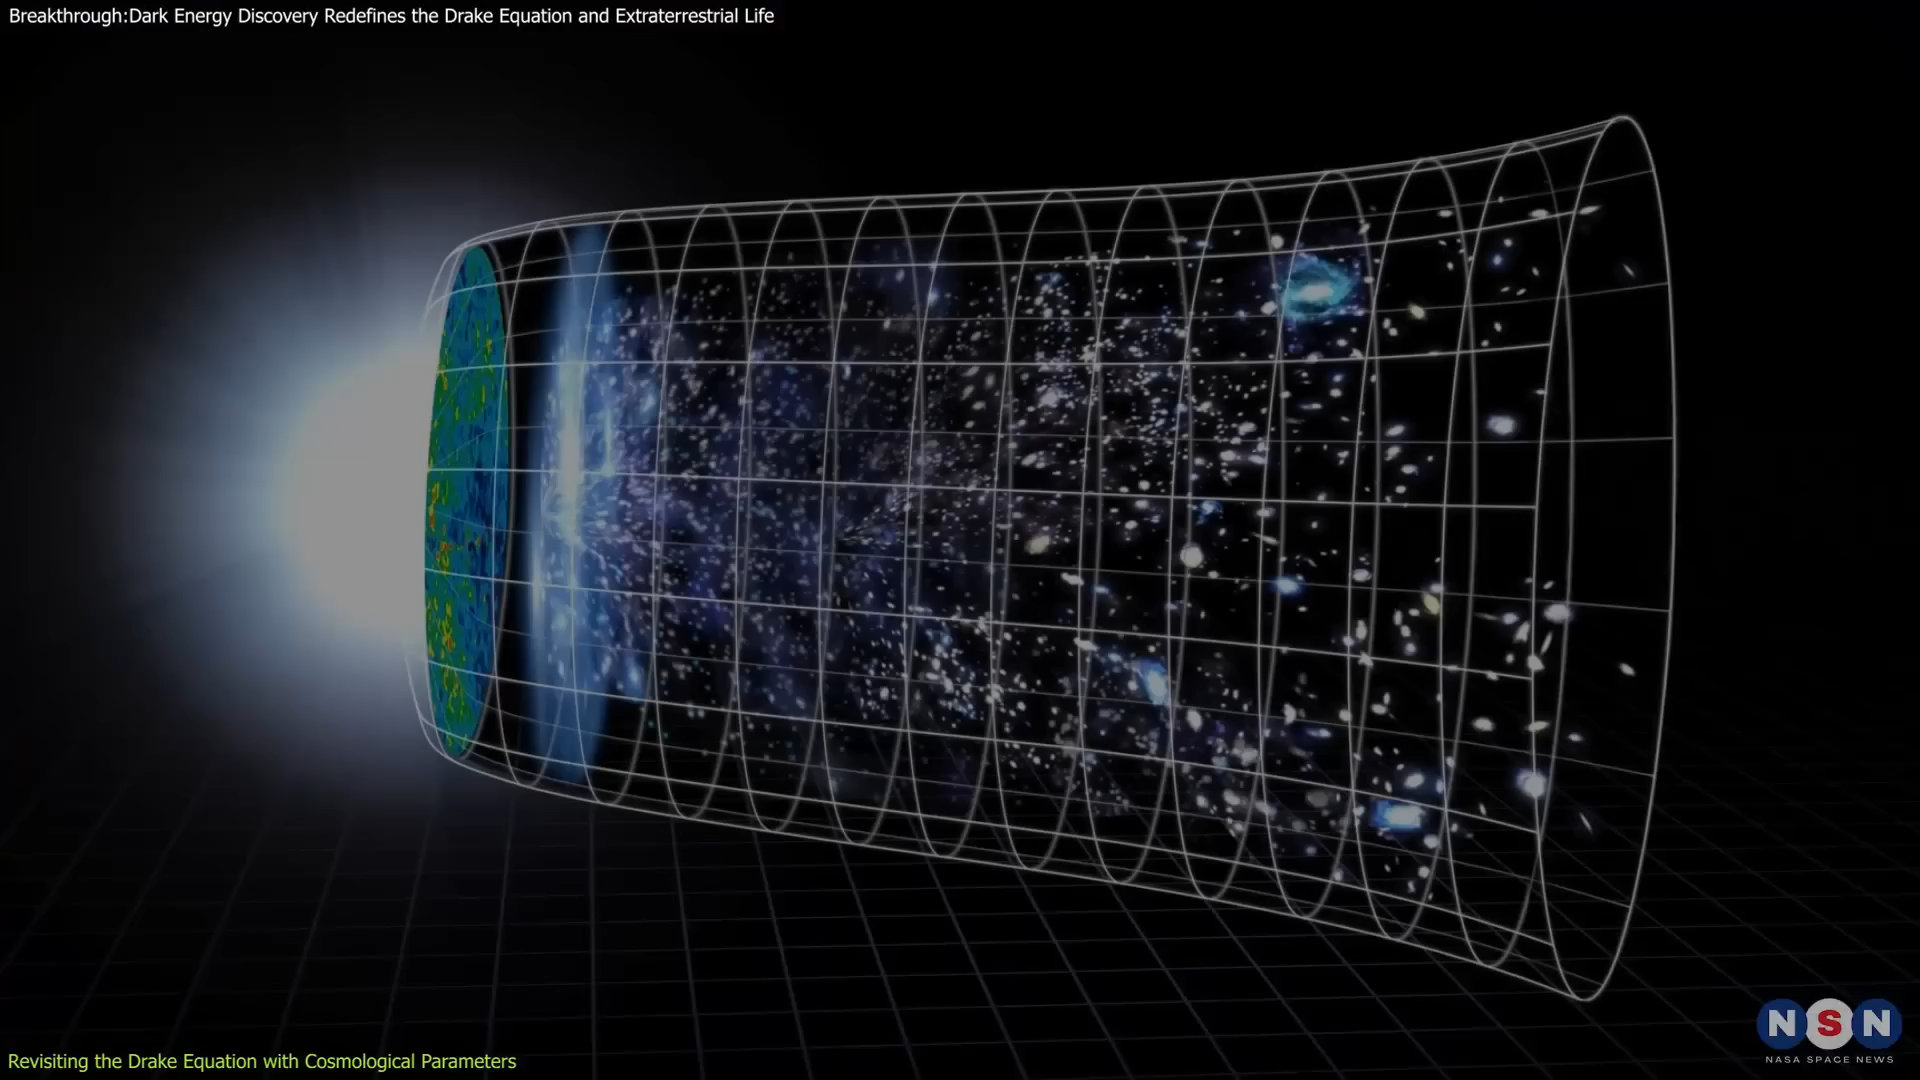 Breakthrough:Dark Energy Discovery Redefines the Drake Equation and Extraterrestrial Life
Revisiting the Drake Equation with Cosmological Parameters
NSN
NASA SPACE NEWS